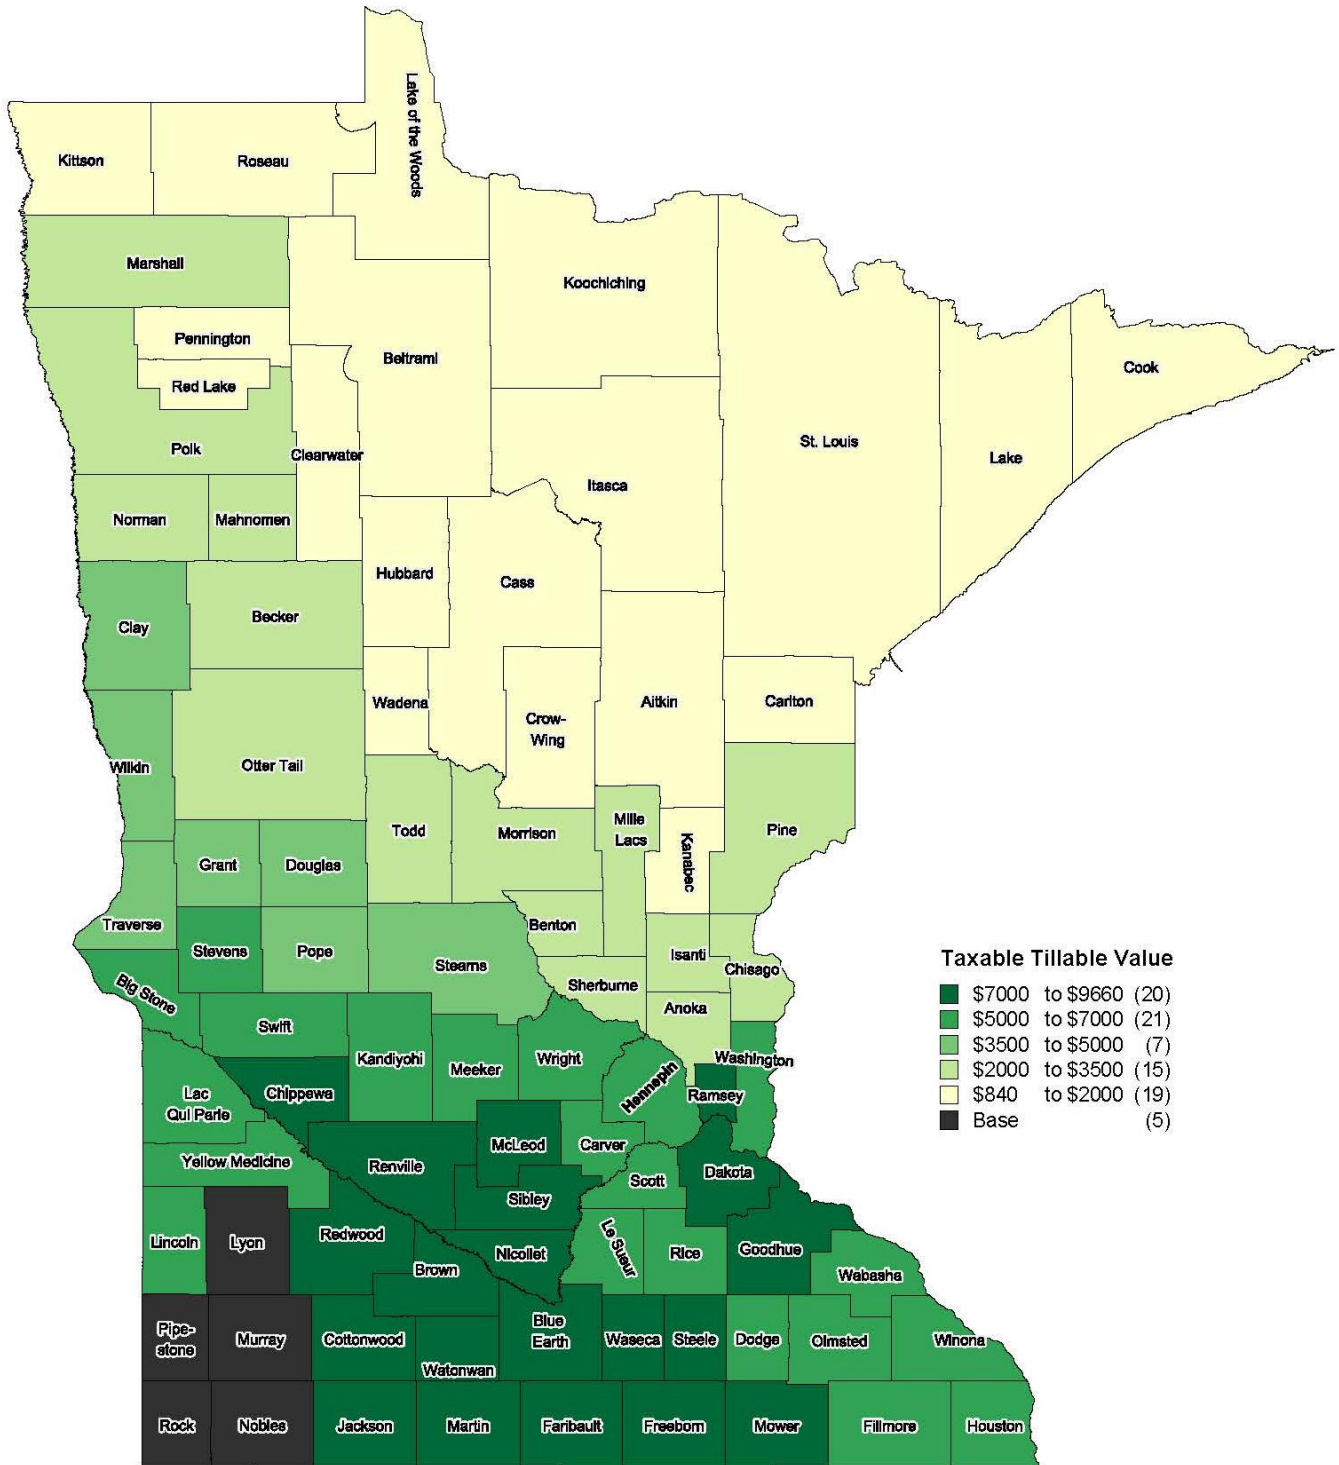 Lake of the Woods
Kittson
Roseau
Marshall
Koochiching
Pennington
Beltrami
Cook
Red Lake
St. Louis
Polk
Clearwater
Lake
Itasca
Norman
Mahnomen
Hubbard
Cass
Becker
Clay
Wadena
Aitkin
Carlton
Crow-
Wing
Otter Tail
Wilkin
Mille
Lacs
Todd
Morrison
Pine
Kanabec
Grant
Douglas
Traverse
Benton
Stevens
Pope
Isanti
Stearns
Chisago
Sherburne
Big Stone
Anoka
Swift
Kandiyohi
Wright
Washington
Meeker
Hennepin
Lac
Qui Parle
Chippewa
Ramsey
McLeod
Carver
Yellow Medicine
Renville
Dakota
Scott
Sibley
Redwood
Lincoln
Lyon
Le Sueur
Nicollet
Rice
Goodhue
Brown
Wabasha
Pipe-
stone
Murray
Cottonwood
Blue
Earth
Waseca
Steele
Dodge
Olmsted
Winona
Watonwan
Rock
Nobles
Jackson
Martin
Faribault
Freeborn
Mower
Fillmore
Houston
Taxable Tillable Value
$7000 to $9660 (20)
$5000 to $7000 (21)
$3500 to $5000 (7)
$2000 to $3500 (15)
$840 to $2000 (19)
Base (5)